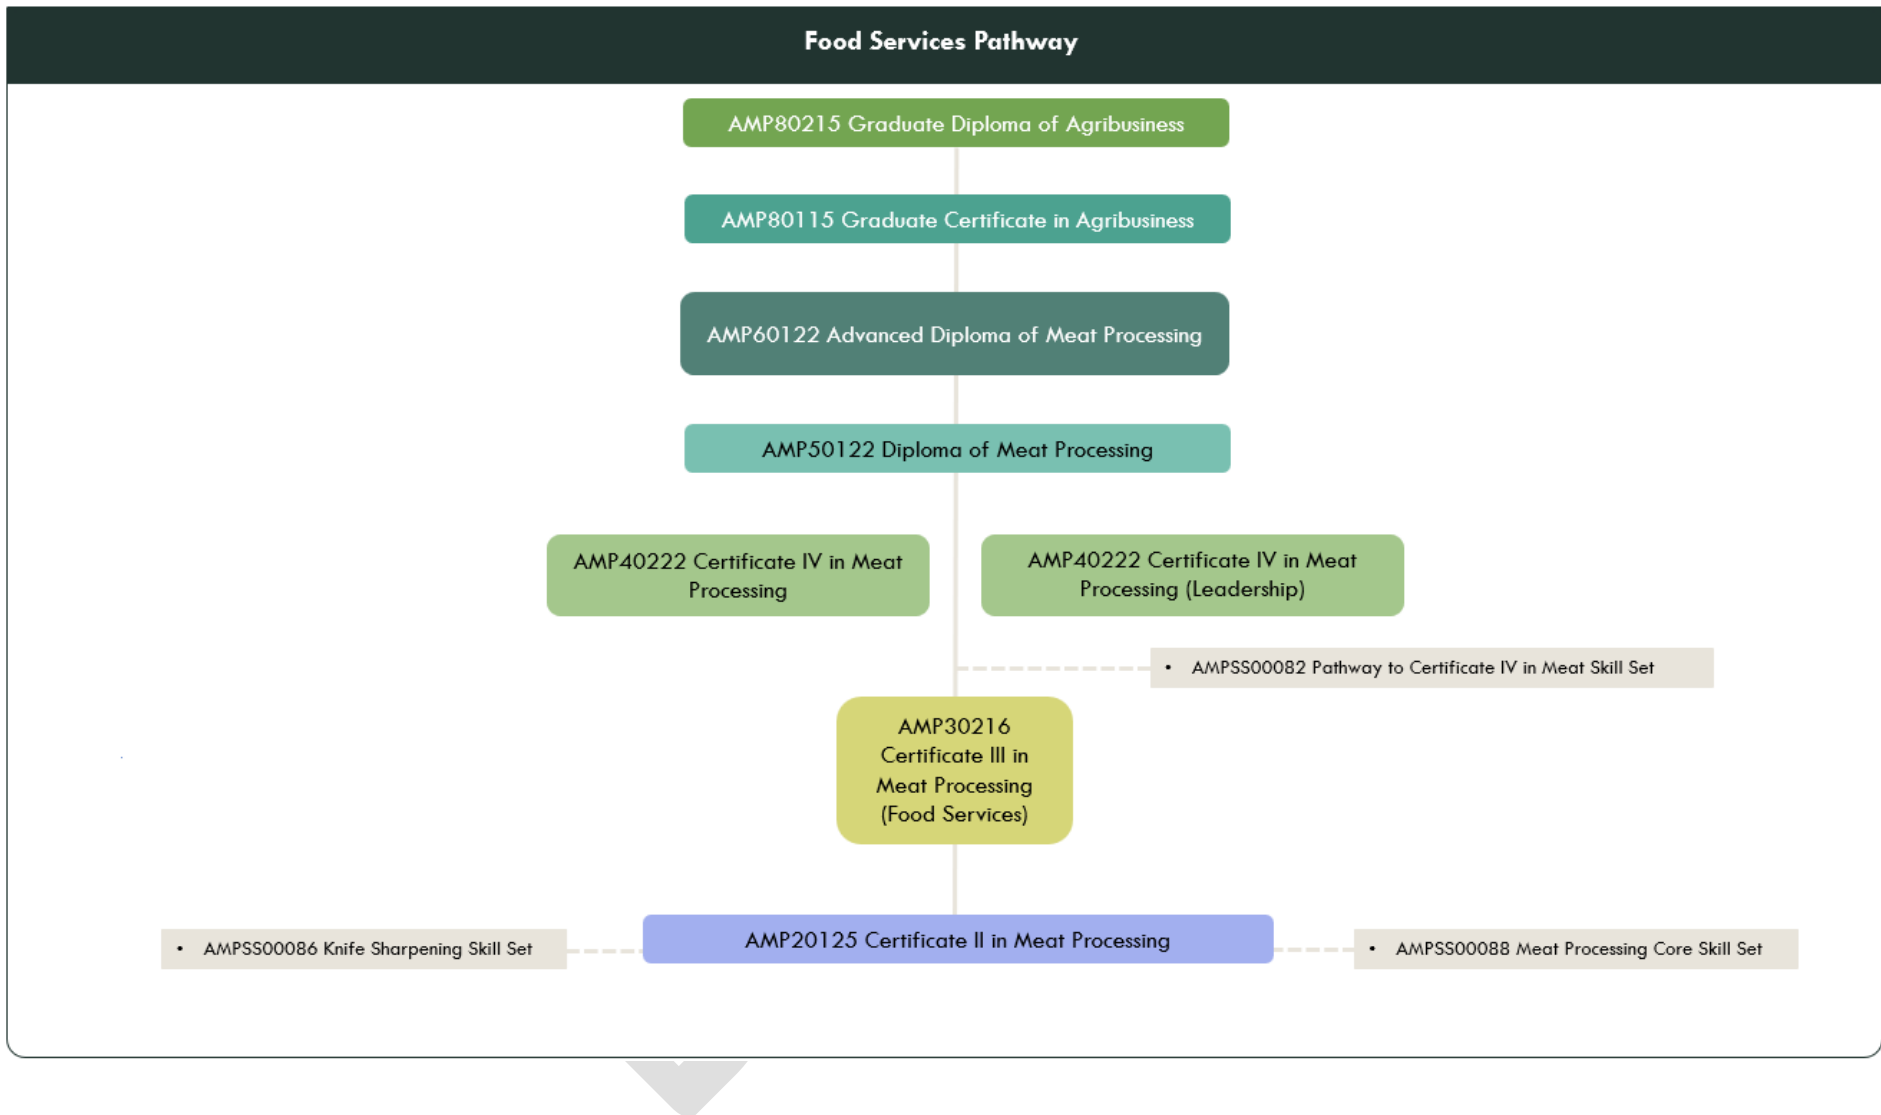 Food Services Pathway
AMP80215 Graduate Diploma of Agribusiness
AMP80115 Graduate Certificate in Agribusiness
AMP60122 Advanced Diploma of Meat Processing
AMP50122 Diploma of Meat Processing
AMP40222 Certificate IV in Meat
Processing
AMP40222 Certificate IV in Meat
Processing (Leadership)
• AMPSS00082 Pathway to Certificate IV in Meat Skill Set
AMP30216
Certificate III in
Meat Processing
(Food Services)
• AMPSS00086 Knife Sharpening Skill Set
AMP20125 Certificate II in Meat Processing
• AMPSS00088 Meat Processing Core Skill Set